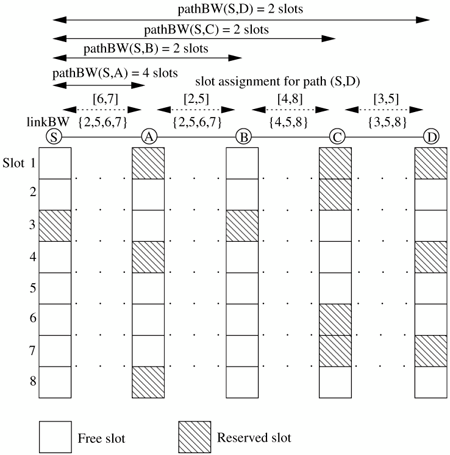 pathBW(S,D) = 2 slots
pathBW(S,C) = 2 slots
pathBW(S,B) = 2 slots
pathBW(S,A) = 4 slots
slot assignment for path (S,D)
[6,7] [2,5] [4,8] [3,5]
linkBW {2,5,6,7} {2,5,6,7} {4,5,8} {3,5,8}
S A B C D
Slot 1
2
3
4
5
6
7
8
Free slot Reserved slot